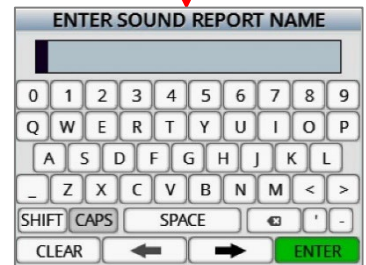 ENTER SOUND REPORT NAME
0 1 2 3 4 5 6 7 8 9
Q W E R T Y U I O P
A S D F G H J K L
_ Z X C V B N M < >
SHIFT CAPS SPACE ' -
CLEAR ENTER